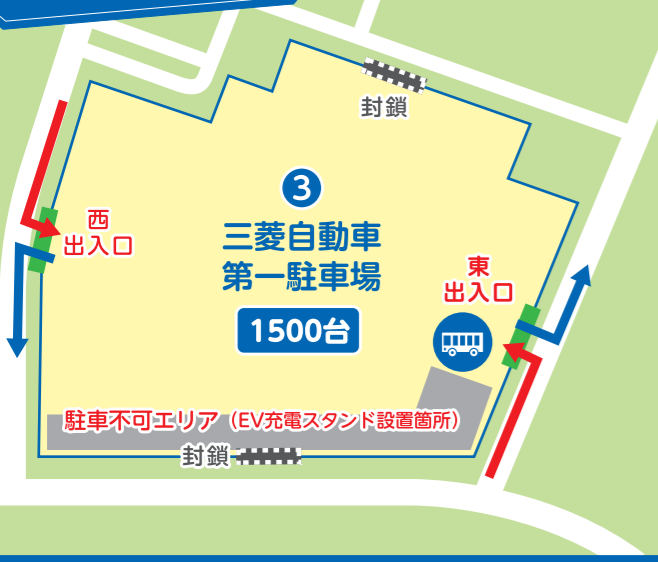 封鎖
3
三菱自動車
第一駐車場
1500台
西
出入口
東
出入口
駐車不可エリア（EV充電スタンド設置箇所）
封鎖